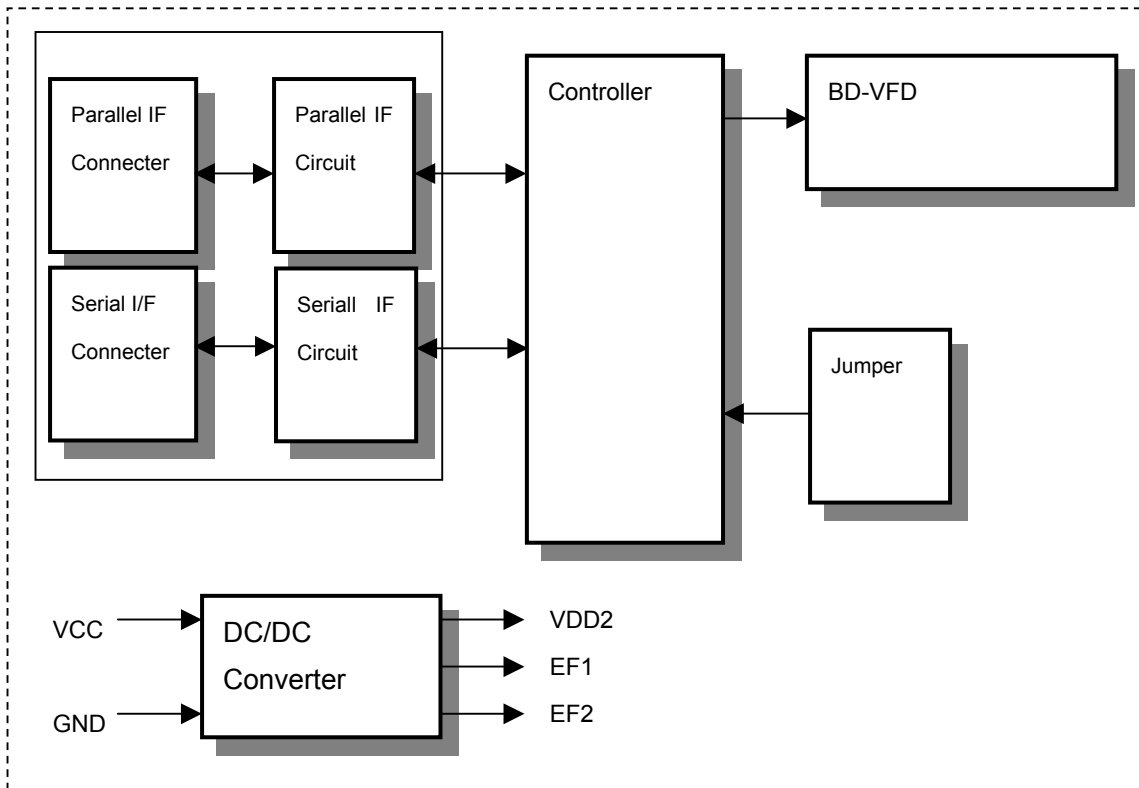 Parallel IF
Connecter
Parallel IF
Circuit
Controller
BD-VFD
Serial I/F
Connecter
Seriall IF
Circuit
Jumper
VCC
GND
DC/DC
Converter
VDD2
EF1
EF2